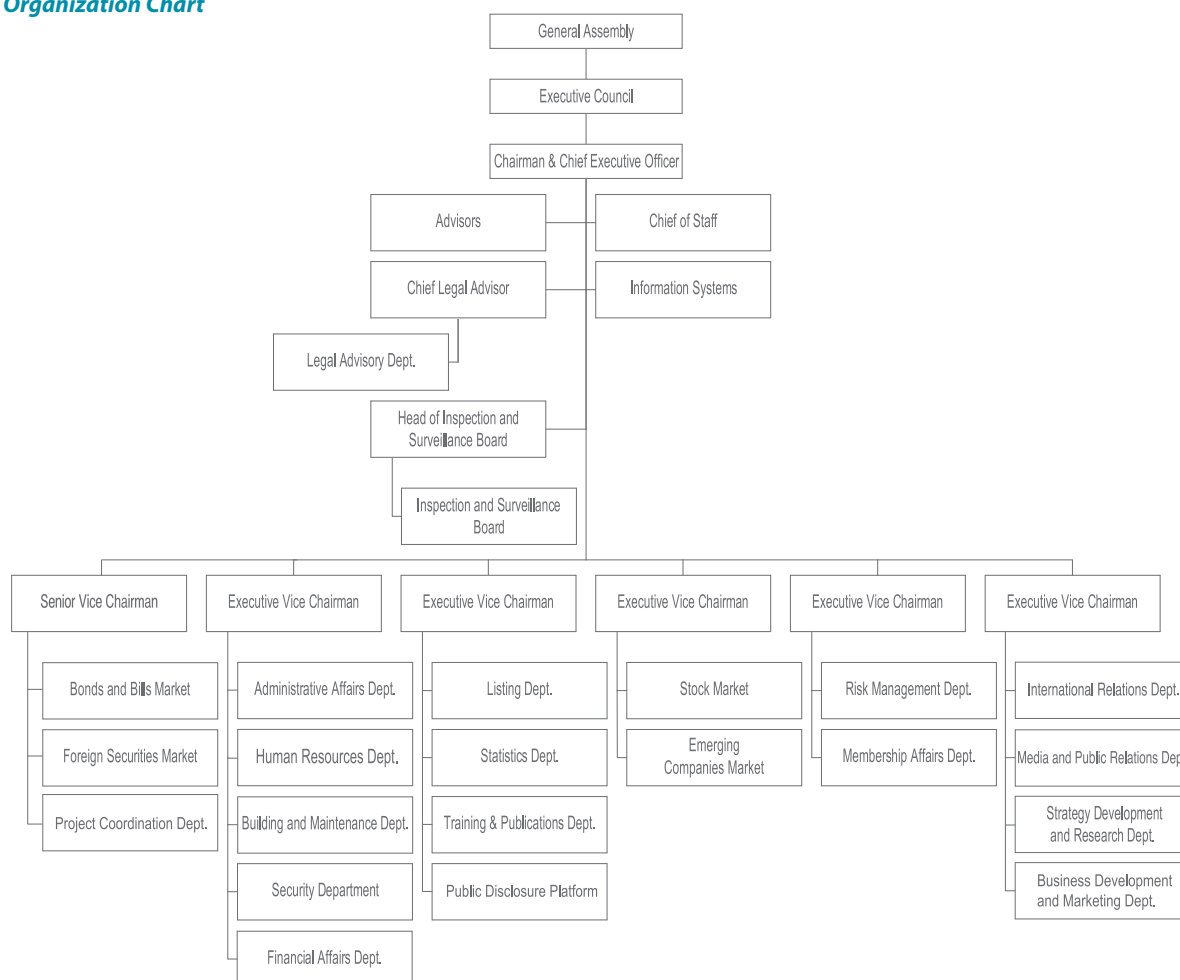 Organization Chart
General Assembly
Executive Council
Chairman & Chief Executive Officer
Advisors
Chief of Staff
Chief Legal Advisor
Information Systems
Legal Advisory Dept.
Head of Inspection and
Surveillance Board
Inspection and Surveillance
Board
Senior Vice Chairman
Executive Vice Chairman
Executive Vice Chairman
Executive Vice Chairman
Executive Vice Chairman
Executive Vice Chairman
Bonds and Bills Market
Foreign Securities Market
Project Coordination Dept.
Administrative Affairs Dept.
Human Resources Dept.
Building and Maintenance Dept.
Security Department
Financial Affairs Dept.
Listing Dept.
Statistics Dept.
Training & Publications Dept.
Public Disclosure Platform
Stock Market
Emerging
Companies Market
Risk Management Dept.
Membership Affairs Dept.
International Relations Dept.
Media and Public Relations Dep
Strategy Development
and Research Dept.
Business Development
and Marketing Dept.